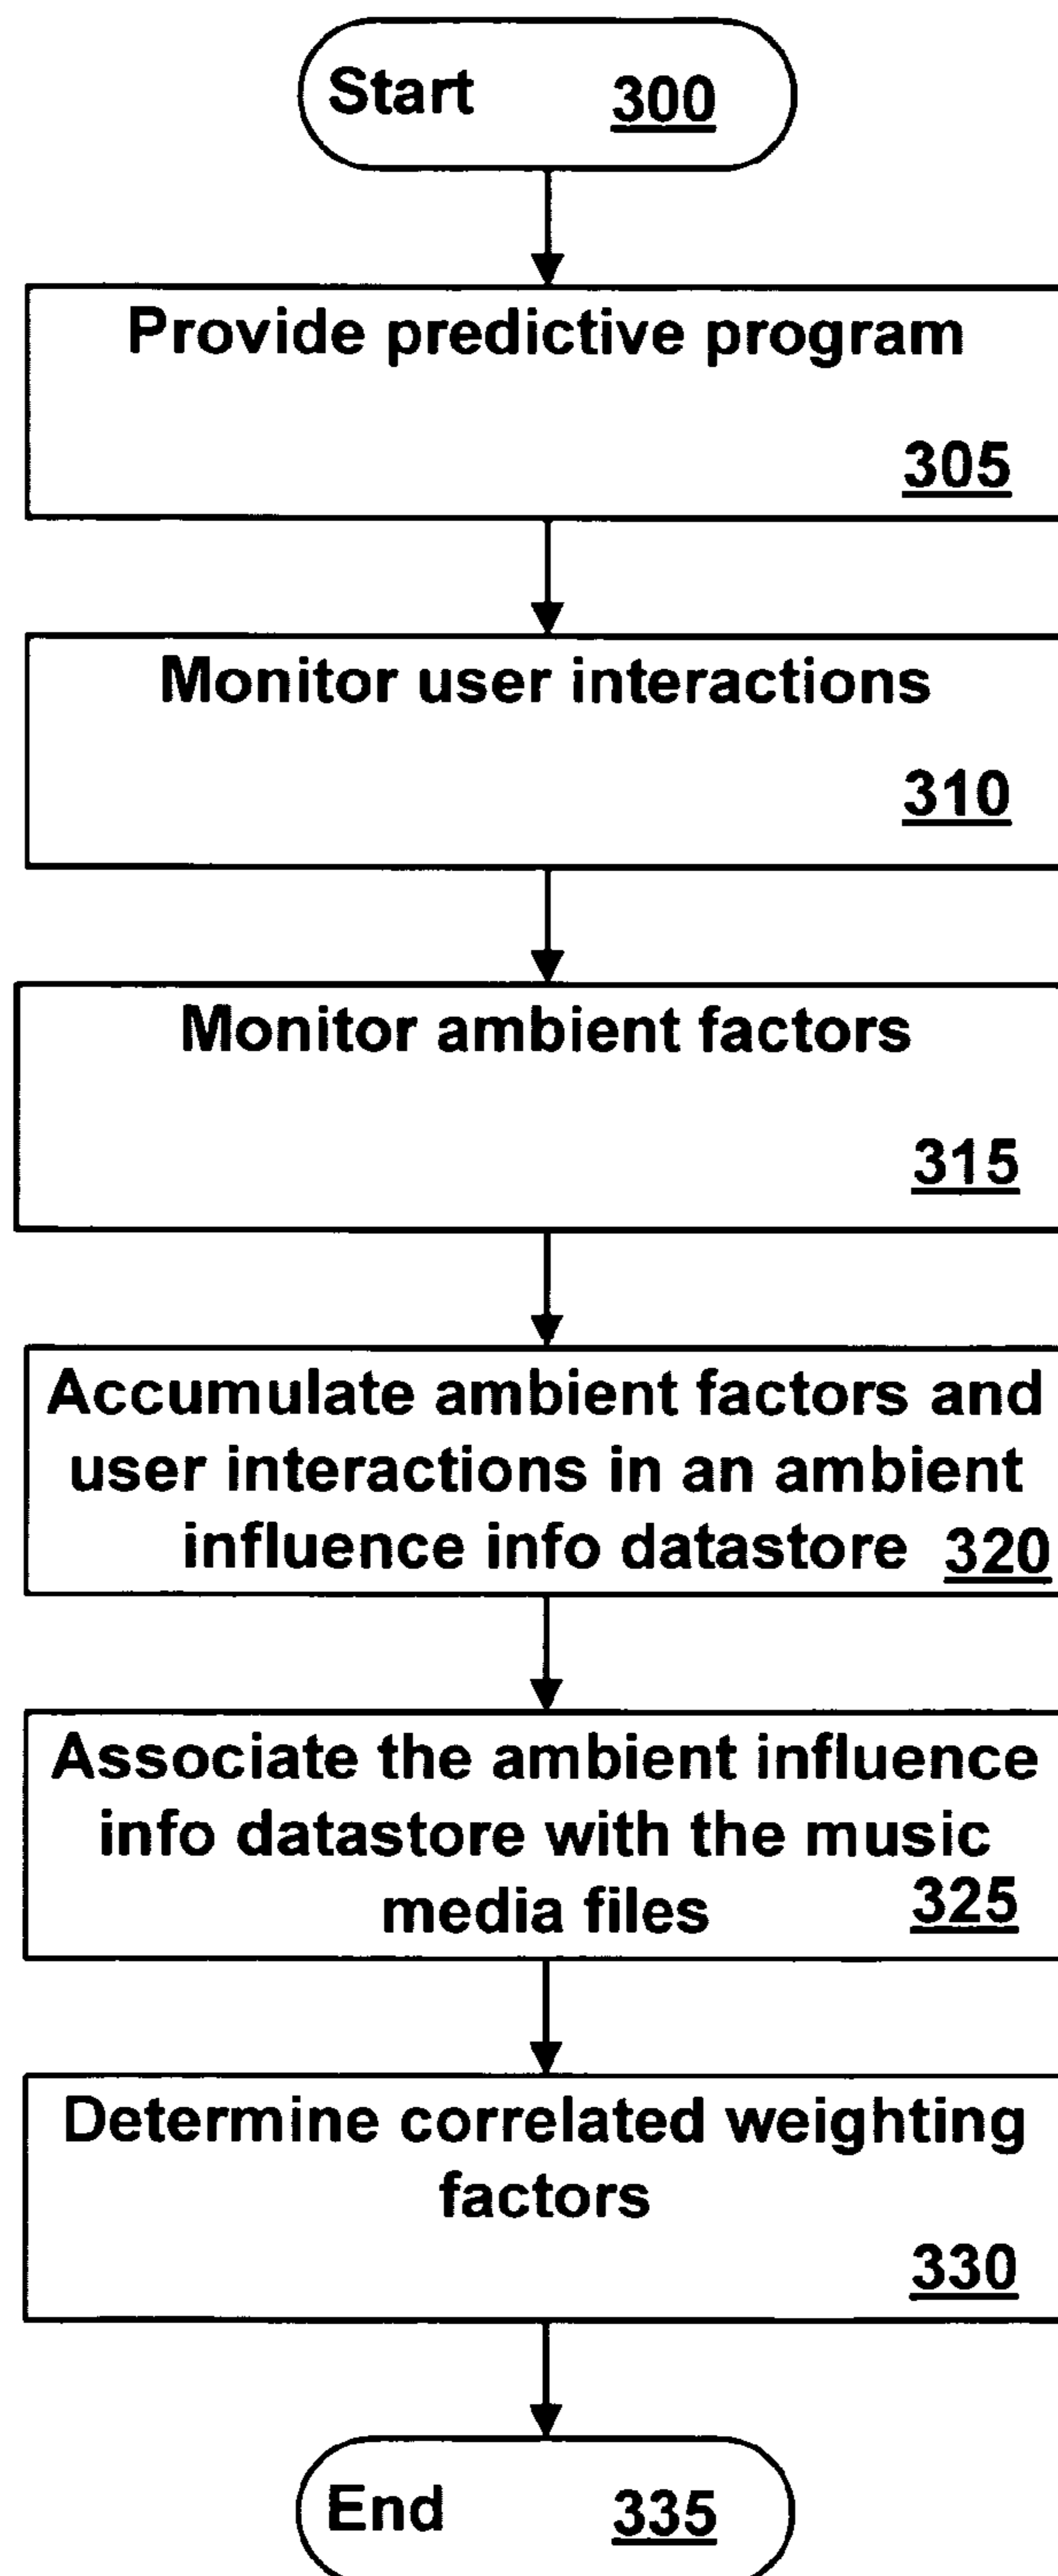 Start 300
Provide predictive program
305
Monitor user interactions
310
Monitor ambient factors
315
Accumulate ambient factors and
user interactions in an ambient
influence info datastore 320
Associate the ambient influence
info datastore with the music
media files 325
Determine correlated weighting
factors
330
End 335